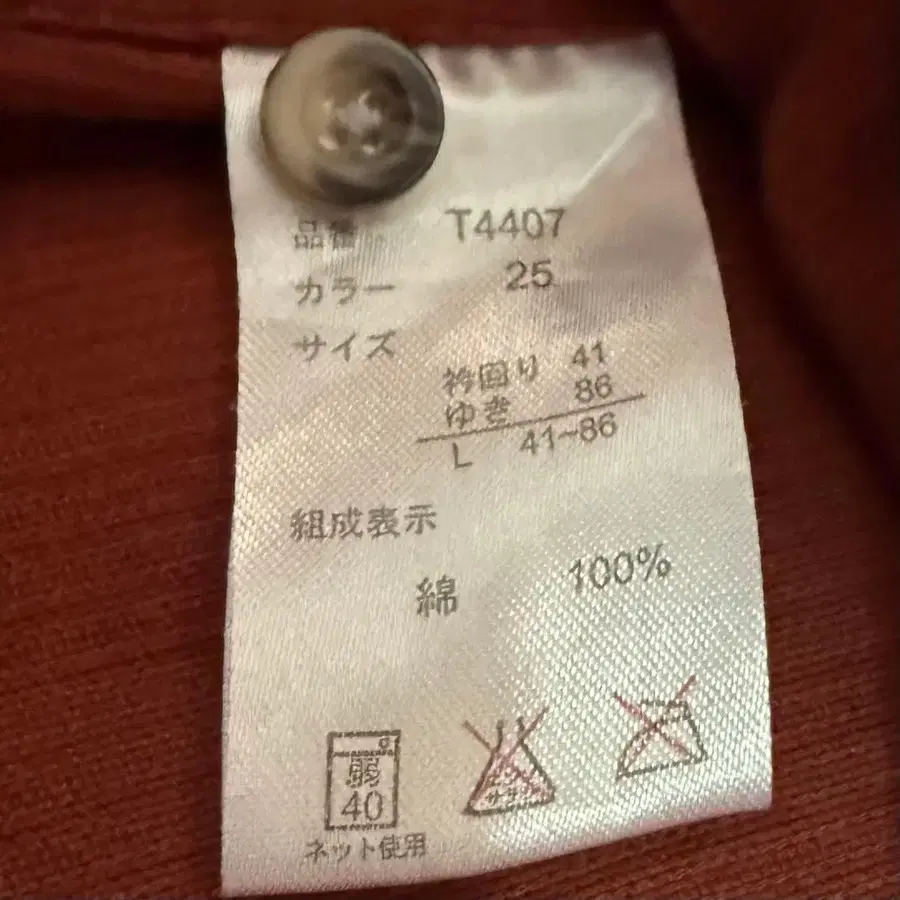 品番 T4407
カラー 25
サイズ
衿回り 41
ゆき 86
L 41~86
組成表示
綿 100%
弱
40
ネット使用